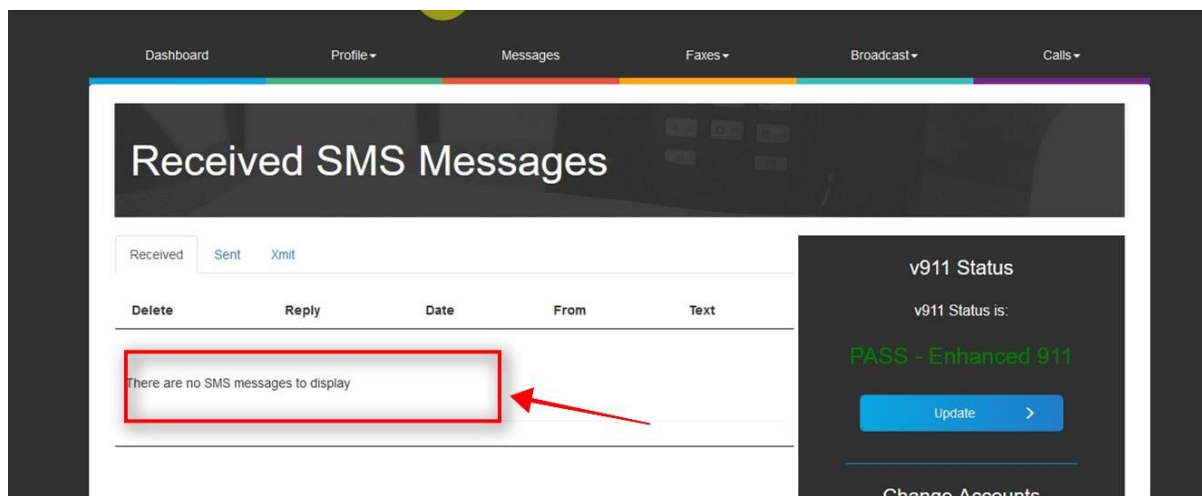 Dashboard Profile Messages Faxes Broadcast Calls
Received SMS Messages
Received Sent Xmit
Delete Reply Date From Text
There are no SMS messages to display
v911 Status
v911 Status is:
PASS - Enhanced 911
Update
Change Accounts